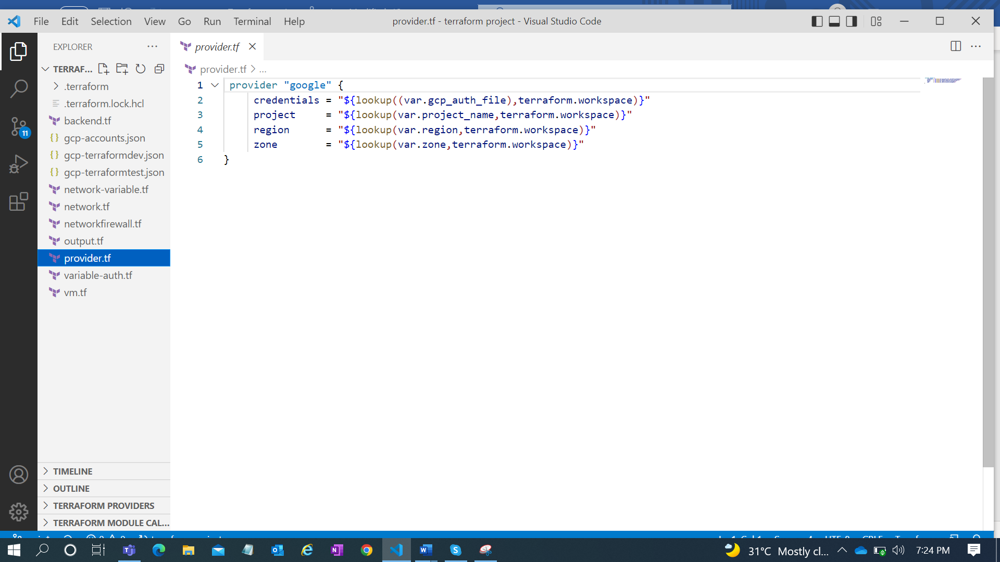 File Edit Selection View Go Run Terminal Help
provider.tf - terraform project - Visual Studio Code
EXPLORER
TERRAF...
.terraform
.terraform.lock.hcl
backend.tf
gcp-accounts.json
gcp-terraformdev.json
gcp-terraformtest.json
network-variable.tf
network.tf
networkfirewall.tf
output.tf
provider.tf
variable-auth.tf
vm.tf
TIMELINE
OUTLINE
TERRAFORM PROVIDERS
TERRAFORM MODULE CAL...
11
provider.tf
provider.tf > ...
1 provider "google" {
2 credentials = "${lookup((var.gcp_auth_file),terraform.workspace)}"
3 project = "${lookup(var.project_name,terraform.workspace)}"
4 region = "${lookup(var.region,terraform.workspace)}"
5 zone = "${lookup(var.zone,terraform.workspace)}"
6 }
31°C Mostly cl...
7:24 PM